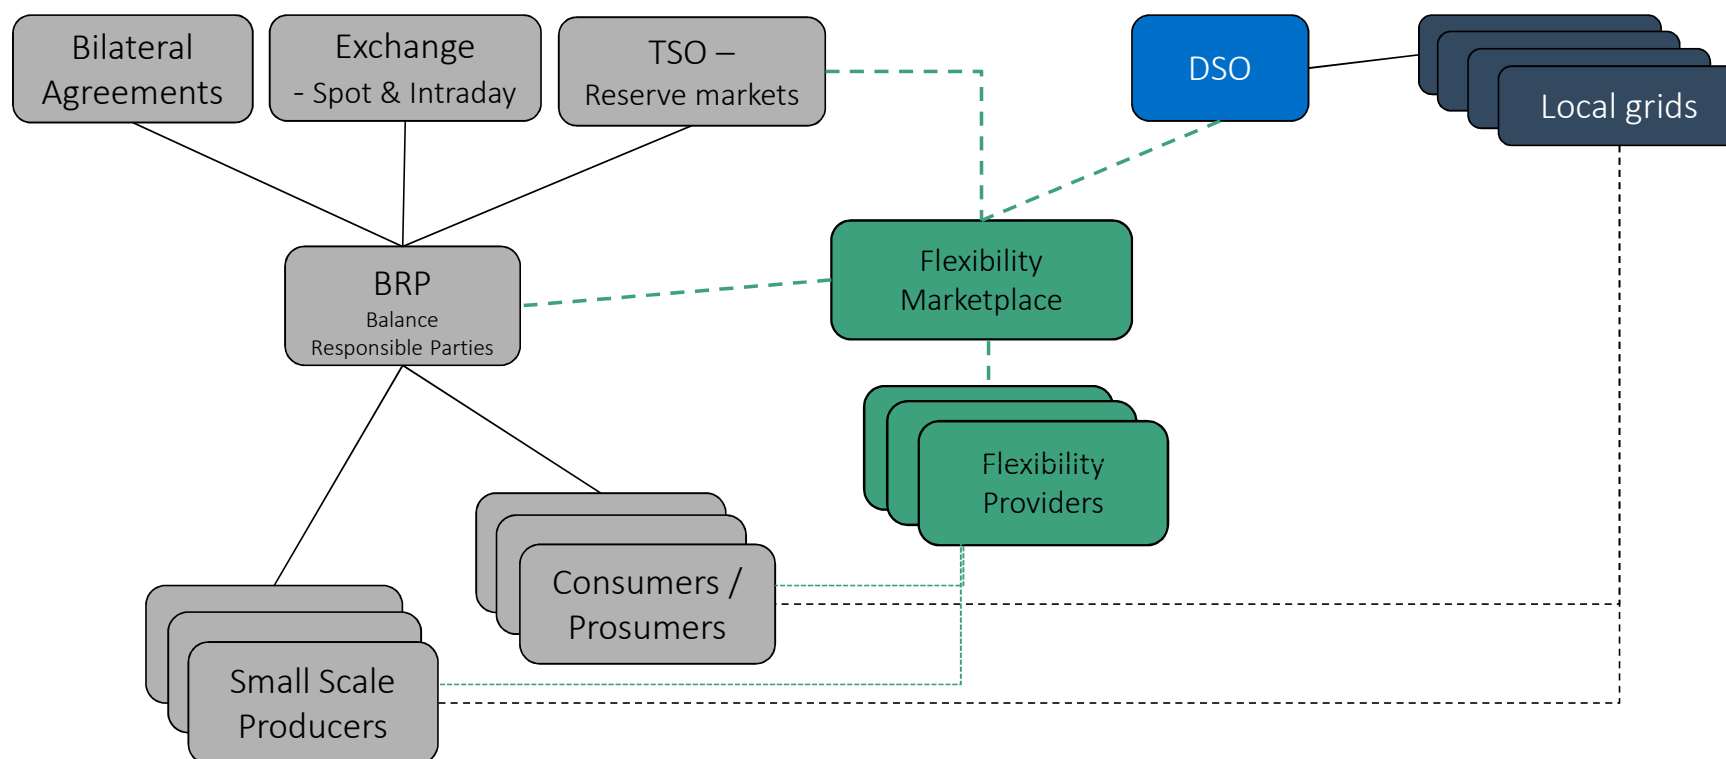 Bilateral
Agreements
Exchange
- Spot & Intraday
TSO –
Reserve markets
DSO
Local grids
BRP
Balance
Responsible Parties
Flexibility
Marketplace
Flexibility
Providers
Consumers /
Prosumers
Small Scale
Producers